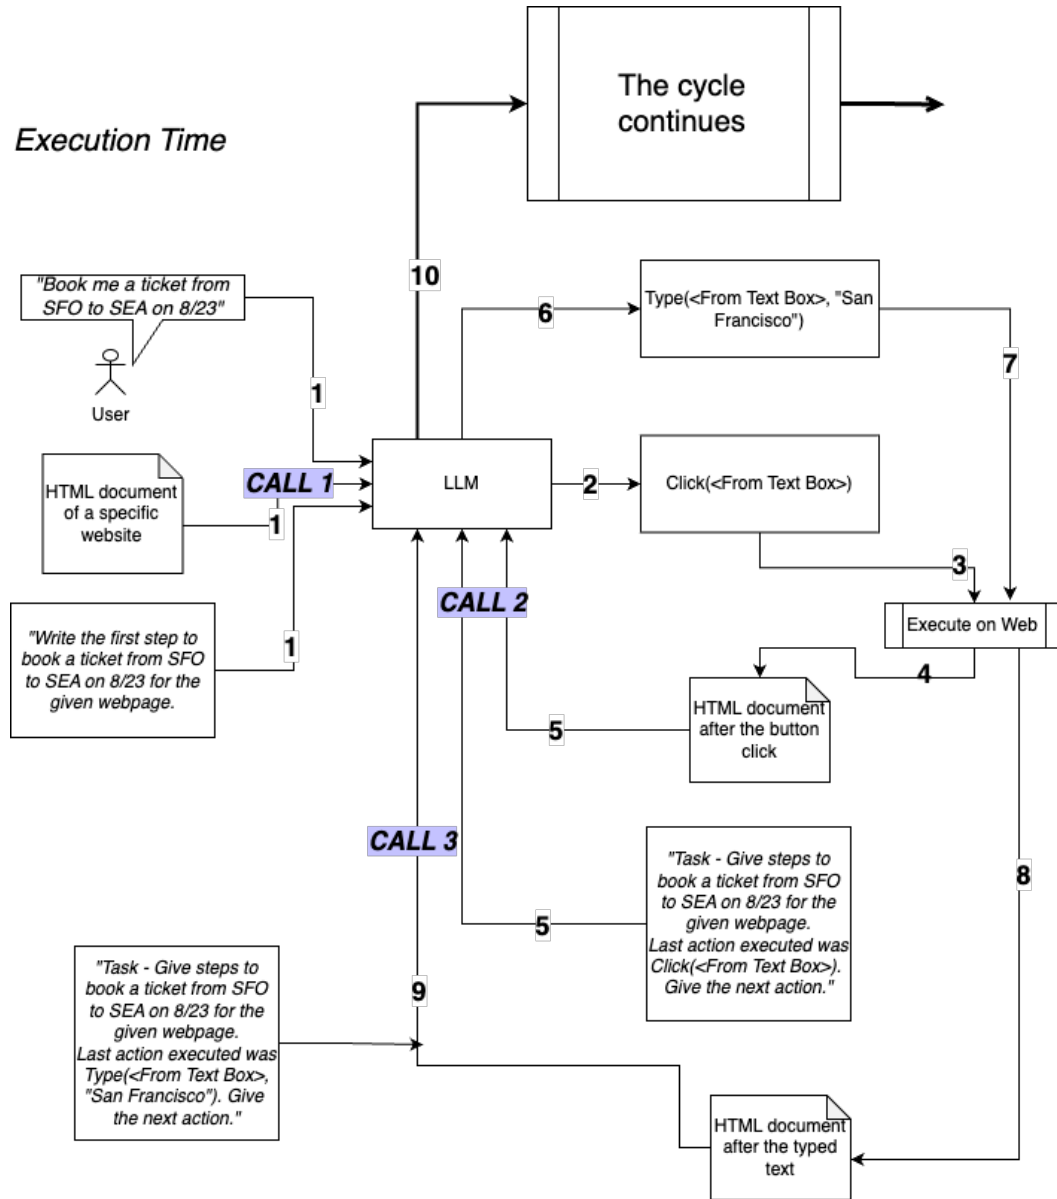 The cycle
continues
Execution Time
10
"Book me a ticket from
SFO to SEA on 8/23"
User
1
6
Type(<From Text Box>, "San
Francisco")
7
HTML document
of a specific
website
CALL 1
1
LLM
2
Click(<From Text Box>)
3
"Write the first step to
book a ticket from SFO
to SEA on 8/23 for the
given webpage.
1
CALL 2
Execute on Web
4
HTML document
after the button
click
5
CALL 3
"Task - Give steps to
book a ticket from SFO
to SEA on 8/23 for the
given webpage.
Last action executed was
Click(<From Text Box>).
Give the next action."
5
8
"Task - Give steps to
book a ticket from SFO
to SEA on 8/23 for the
given webpage.
Last action executed was
Type(<From Text Box>,
"San Francisco"). Give
the next action."
9
HTML document
after the typed
text